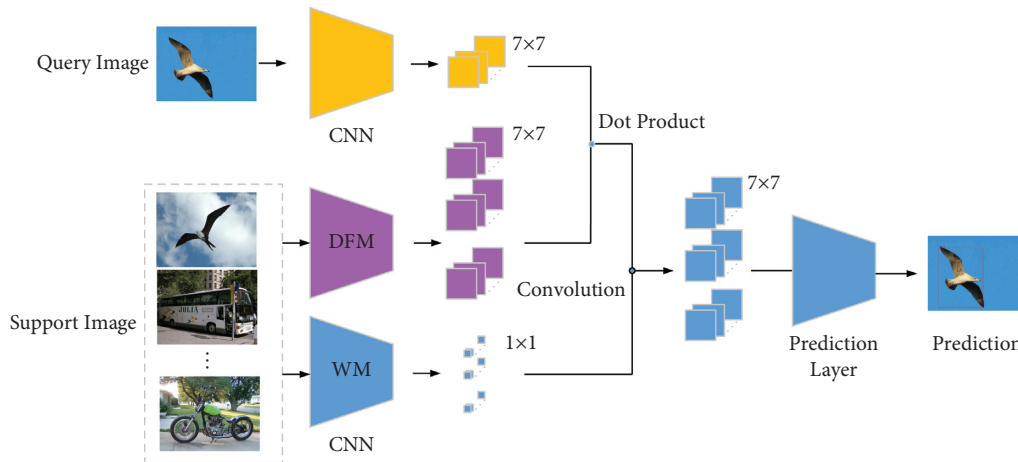 Query Image
CNN
7×7
Dot Product
7×7
Support Image
DFM
JULIA
Convolution
7×7
WM
CNN
1×1
Prediction
Layer
Prediction